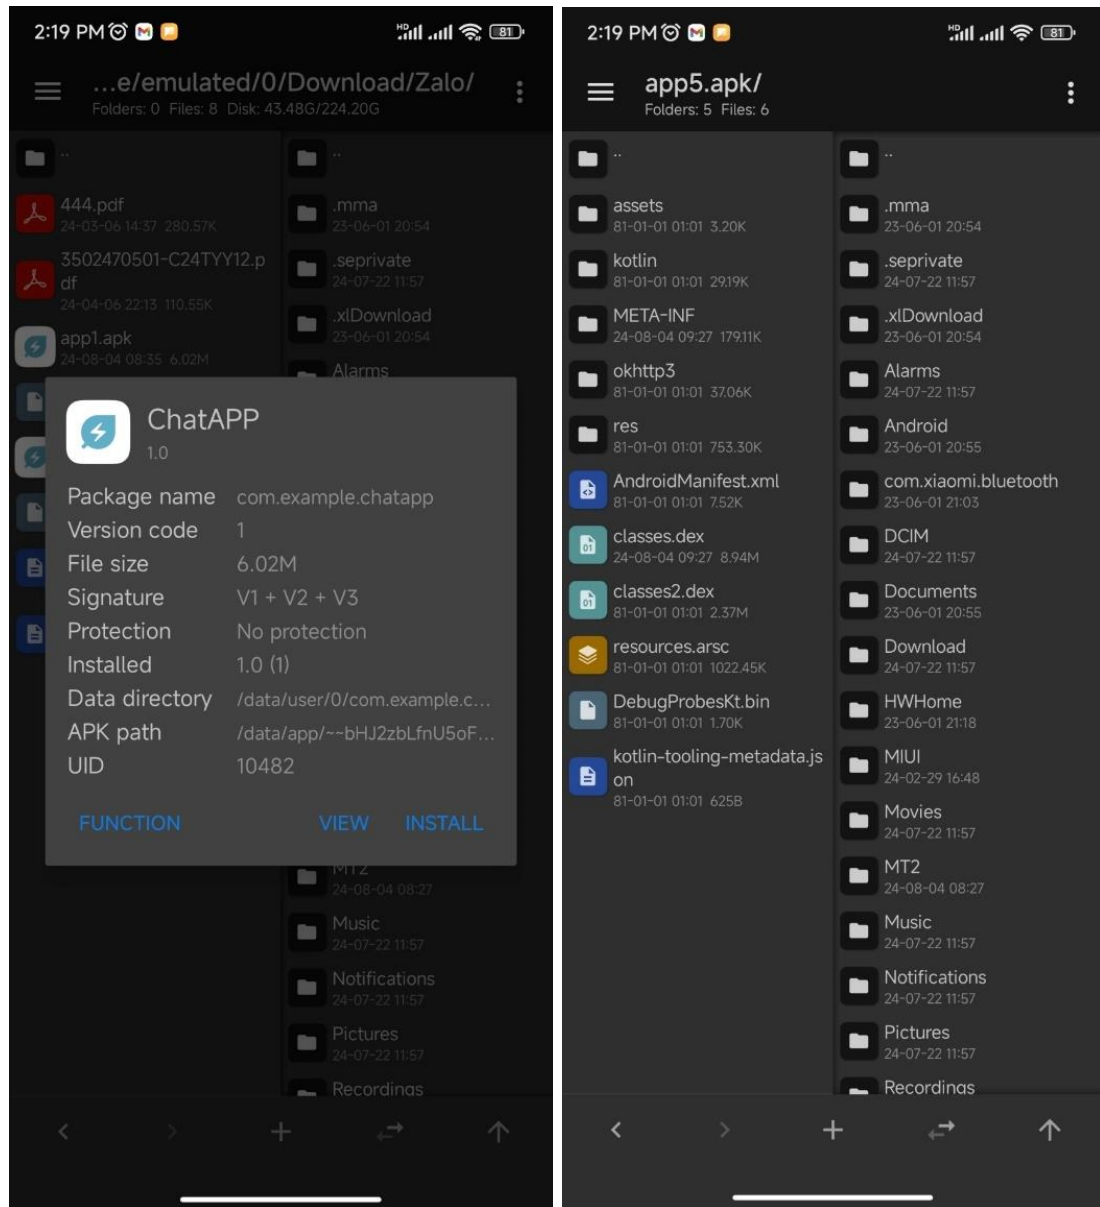 2:19 PM
HD
81
...e/emulated/0/Download/Zalo/
Folders: 0 Files: 8 Disk: 43.48G/224.20G
..
444.pdf
24-03-06 14:37 280.57K
3502470501-C24TYY12.p
df
24-04-06 22:13 110.55K
app1.apk
24-08-04 08:35 6.02M
..
.mma
23-06-01 20:54
.seprivate
24-07-22 11:57
.xlDownload
23-06-01 20:54
Alarms
ChatAPP
1.0
Package name com.example.chatapp
Version code 1
File size 6.02M
Signature V1 + V2 + V3
Protection No protection
Installed 1.0 (1)
Data directory /data/user/0/com.example.c...
APK path /data/app/~~bHJ2zbLfnU5oF...
UID 10482
FUNCTION VIEW INSTALL
MT2
24-08-04 08:27
Music
24-07-22 11:57
Notifications
24-07-22 11:57
Pictures
24-07-22 11:57
Recordings
2:19 PM
HD
81
app5.apk/
Folders: 5 Files: 6
..
assets
81-01-01 01:01 3.20K
kotlin
81-01-01 01:01 29.19K
META-INF
24-08-04 09:27 179.11K
okhttp3
81-01-01 01:01 37.06K
res
81-01-01 01:01 753.30K
AndroidManifest.xml
81-01-01 01:01 7.52K
classes.dex
24-08-04 09:27 8.94M
classes2.dex
81-01-01 01:01 2.37M
resources.arsc
81-01-01 01:01 1022.45K
DebugProbesKt.bin
81-01-01 01:01 1.70K
kotlin-tooling-metadata.js
on
81-01-01 01:01 625B
..
.mma
23-06-01 20:54
.seprivate
24-07-22 11:57
.xlDownload
23-06-01 20:54
Alarms
24-07-22 11:57
Android
23-06-01 20:55
com.xiaomi.bluetooth
23-06-01 21:03
DCIM
24-07-22 11:57
Documents
23-06-01 20:55
Download
24-07-22 11:57
HWHome
23-06-01 21:18
MIUI
24-02-29 16:48
Movies
24-07-22 11:57
MT2
24-08-04 08:27
Music
24-07-22 11:57
Notifications
24-07-22 11:57
Pictures
24-07-22 11:57
Recordings